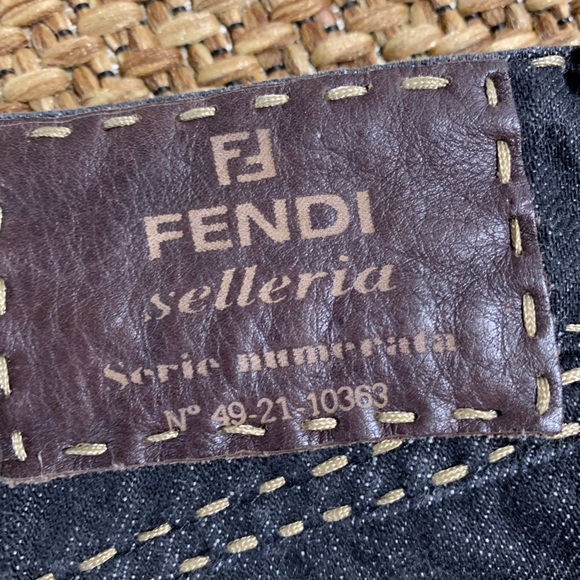 FF
FENDI
selleria
Serie numerata
N° 49-21-10363